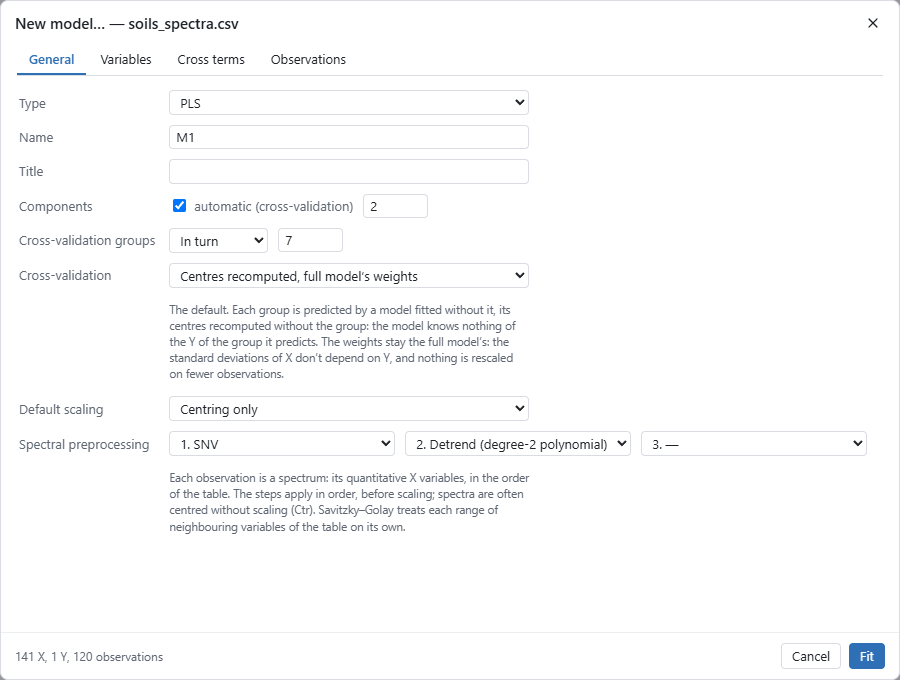 New model... — soils_spectra.csv
General Variables Cross terms Observations
Type PLS
Name M1
Title
Components automatic (cross-validation) 2
Cross-validation groups In turn 7
Cross-validation Centres recomputed, full model's weights
The default. Each group is predicted by a model fitted without it, its
centres recomputed without the group: the model knows nothing of
the Y of the group it predicts. The weights stay the full model's: the
standard deviations of X don't depend on Y, and nothing is rescaled
on fewer observations.
Default scaling Centring only
Spectral preprocessing 1. SNV 2. Detrend (degree-2 polynomial) 3. —
Each observation is a spectrum: its quantitative X variables, in the order
of the table. The steps apply in order, before scaling; spectra are often
centred without scaling (Ctr). Savitzky–Golay treats each range of
neighbouring variables of the table on its own.
141 X, 1 Y, 120 observations Cancel Fit